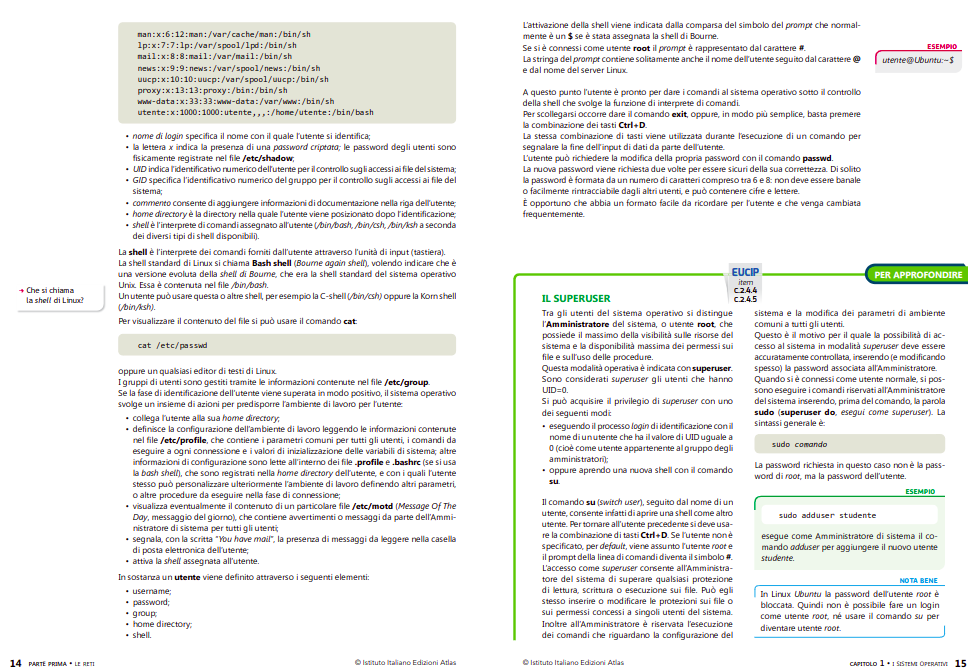 man:x:6:12:man:/var/cache/man:/bin/sh
lp:x:7:7:lp:/var/spool/lpd:/bin/sh
mail:x:8:8:mail:/var/mail:/bin/sh
news:x:9:9:news:/var/spool/news:/bin/sh
uucp:x:10:10:uucp:/var/spool/uucp:/bin/sh
proxy:x:13:13:proxy:/bin:/bin/sh
www-data:x:33:33:www-data:/var/www:/bin/sh
utente:x:1000:1000:utente,,,:/home/utente:/bin/bash
• nome di login specifica il nome con il quale l'utente si identifica;
• la lettera x indica la presenza di una password criptata; le password degli utenti sono
fisicamente registrate nel file /etc/shadow;
• UID indica l'identificativo numerico dell'utente per il controllo sugli accessi ai file del sistema;
• GID specifica l'identificativo numerico del gruppo per il controllo sugli accessi ai file del
sistema;
• commento consente di aggiungere informazioni di documentazione nella riga dell'utente;
• home directory è la directory nella quale l'utente viene posizionato dopo l'identificazione;
• shell è l'interprete di comandi assegnato all'utente (/bin/bash, /bin/csh, /bin/ksh a seconda
dei diversi tipi di shell disponibili).
La shell è l'interprete dei comandi forniti dall'utente attraverso l'unità di input (tastiera).
La shell standard di Linux si chiama Bash shell (Bourne again shell), volendo indicare che è
una versione evoluta della shell di Bourne, che era la shell standard del sistema operativo
Unix. Essa è contenuta nel file /bin/bash.
Un utente può usare questa o altre shell, per esempio la C-shell (/bin/csh) oppure la Korn shell
(/bin/ksh).
➜ Che si chiama
la shell di Linux?
Per visualizzare il contenuto del file si può usare il comando cat:
cat /etc/passwd
oppure un qualsiasi editor di testi di Linux.
I gruppi di utenti sono gestiti tramite le informazioni contenute nel file /etc/group.
Se la fase di identificazione dell'utente viene superata in modo positivo, il sistema operativo
svolge un insieme di azioni per predisporre l'ambiente di lavoro per l'utente:
• collega l'utente alla sua home directory;
• definisce la configurazione dell'ambiente di lavoro leggendo le informazioni contenute
nel file /etc/profile, che contiene i parametri comuni per tutti gli utenti, i comandi da
eseguire a ogni connessione e i valori di inizializzazione delle variabili di sistema; altre
informazioni di configurazione sono lette all'interno dei file .profile e .bashrc (se si usa
la bash shell), che sono registrati nella home directory dell'utente, e con i quali l'utente
stesso può personalizzare ulteriormente l'ambiente di lavoro definendo altri parametri,
o altre procedure da eseguire nella fase di connessione;
• visualizza eventualmente il contenuto di un particolare file /etc/motd (Message Of The
Day, messaggio del giorno), che contiene avvertimenti o messaggi da parte dell'Ammi-
nistratore di sistema per tutti gli utenti;
• segnala, con la scritta "You have mail", la presenza di messaggi da leggere nella casella
di posta elettronica dell'utente;
• attiva la shell assegnata all'utente.
In sostanza un utente viene definito attraverso i seguenti elementi:
• username;
• password;
• group;
• home directory;
• shell.
14 PARTE PRIMA • LE RETI
© Istituto Italiano Edizioni Atlas
L'attivazione della shell viene indicata dalla comparsa del simbolo del prompt che normal-
mente è un $ se è stata assegnata la shell di Bourne.
Se si è connessi come utente root il prompt è rappresentato dal carattere #.
La stringa del prompt contiene solitamente anche il nome dell'utente seguito dal carattere @
e dal nome del server Linux.
ESEMPIO
utente@Ubuntu:~$
A questo punto l'utente è pronto per dare i comandi al sistema operativo sotto il controllo
della shell che svolge la funzione di interprete di comandi.
Per scollegarsi occorre dare il comando exit, oppure, in modo più semplice, basta premere
la combinazione dei tasti Ctrl+D.
La stessa combinazione di tasti viene utilizzata durante l'esecuzione di un comando per
segnalare la fine dell'input di dati da parte dell'utente.
L'utente può richiedere la modifica della propria password con il comando passwd.
La nuova password viene richiesta due volte per essere sicuri della sua correttezza. Di solito
la password è formata da un numero di caratteri compreso tra 6 e 8: non deve essere banale
o facilmente rintracciabile dagli altri utenti, e può contenere cifre e lettere.
È opportuno che abbia un formato facile da ricordare per l'utente e che venga cambiata
frequentemente.
EUCIP
item
C.2.4.4
C.2.4.5
PER APPROFONDIRE
IL SUPERUSER
Tra gli utenti del sistema operativo si distingue
l'Amministratore del sistema, o utente root, che
possiede il massimo della visibilità sulle risorse del
sistema e la disponibilità massima dei permessi sui
file e sull'uso delle procedure.
Questa modalità operativa è indicata con superuser.
Sono considerati superuser gli utenti che hanno
UID=0.
Si può acquisire il privilegio di superuser con uno
dei seguenti modi:
• eseguendo il processo login di identificazione con il
nome di un utente che ha il valore di UID uguale a
0 (cioè come utente appartenente al gruppo degli
amministratori);
• oppure aprendo una nuova shell con il comando
su.
Il comando su (switch user), seguito dal nome di un
utente, consente infatti di aprire una shell come altro
utente. Per tornare all'utente precedente si deve usa-
re la combinazione di tasti Ctrl+D. Se l'utente non è
specificato, per default, viene assunto l'utente root e
il prompt della linea di comandi diventa il simbolo #.
L'accesso come superuser consente all'Amministra-
tore del sistema di superare qualsiasi protezione
di lettura, scrittura o esecuzione sui file. Può egli
stesso inserire o modificare le protezioni sui file o
sui permessi concessi a singoli utenti del sistema.
Inoltre all'Amministratore è riservata l'esecuzione
dei comandi che riguardano la configurazione del
sistema e la modifica dei parametri di ambiente
comuni a tutti gli utenti.
Questo è il motivo per il quale la possibilità di ac-
cesso al sistema in modalità superuser deve essere
accuratamente controllata, inserendo (e modificando
spesso) la password associata all'Amministratore.
Quando si è connessi come utente normale, si pos-
sono eseguire i comandi riservati all'Amministratore
del sistema inserendo, prima del comando, la parola
sudo (superuser do, esegui come superuser). La
sintassi generale è:
sudo comando
La password richiesta in questo caso non è la pass-
word di root, ma la password dell'utente.
ESEMPIO
sudo adduser studente
esegue come Amministratore di sistema il co-
mando adduser per aggiungere il nuovo utente
studente.
NOTA BENE
In Linux Ubuntu la password dell'utente root è
bloccata. Quindi non è possibile fare un login
come utente root, né usare il comando su per
diventare utente root.
© Istituto Italiano Edizioni Atlas
CAPITOLO 1 • I SISTEMI OPERATIVI 15